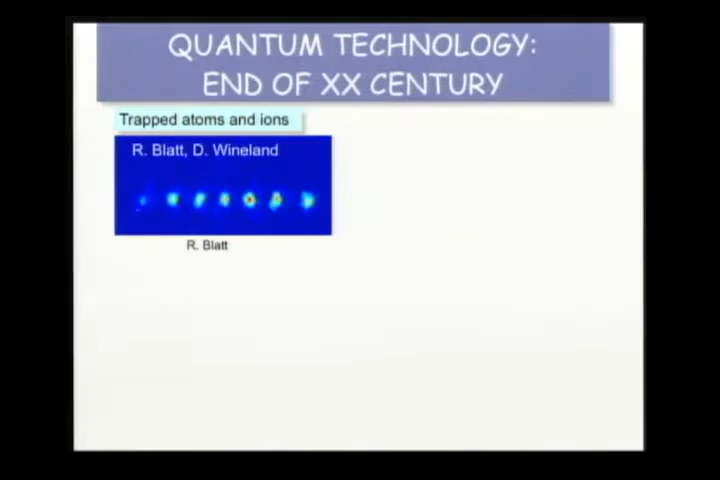 QUANTUM TECHNOLOGY:
END OF XX CENTURY
Trapped atoms and ions
R. Blatt, D. Wineland
R. Blatt